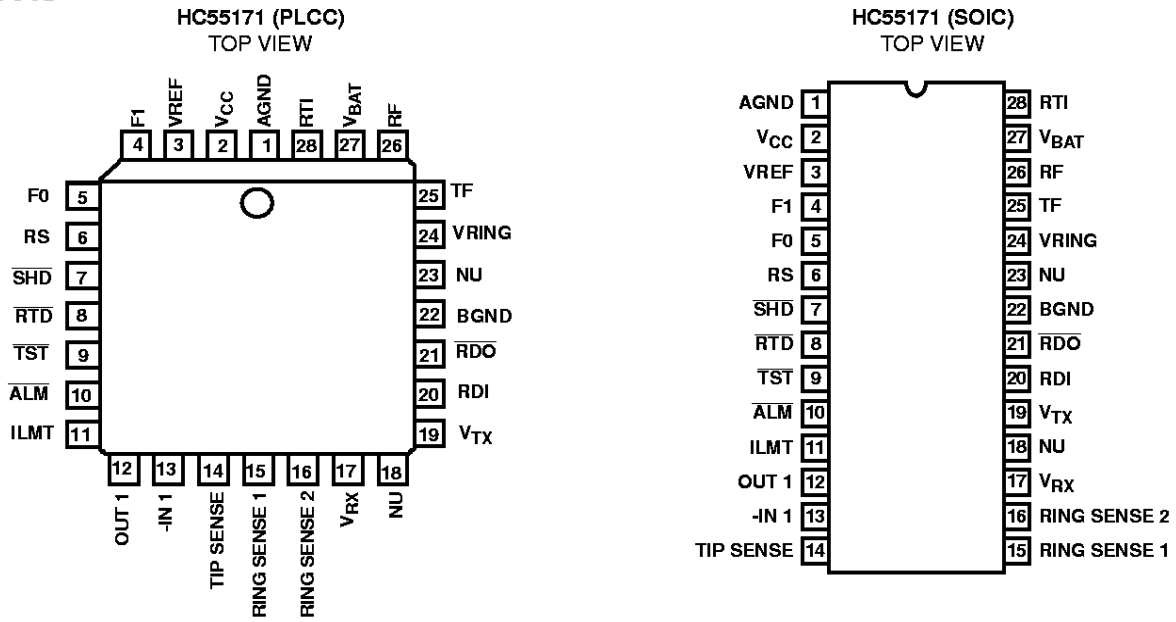 HC55171 (PLCC)
TOP VIEW
F1
VREF
VCC
AGND
RTI
VBAT
RF
4
3
2
1
28
27
26
F0 5
RS 6
SHD 7
RTD 8
TST 9
ALM 10
ILMT 11
25 TF
24 VRING
23 NU
22 BGND
21 RDO
20 RDI
19 VTX
12
13
14
15
16
17
18
OUT 1
-IN 1
TIP SENSE
RING SENSE 1
RING SENSE 2
VRX
NU
HC55171 (SOIC)
TOP VIEW
AGND 1
VCC 2
VREF 3
F1 4
F0 5
RS 6
SHD 7
RTD 8
TST 9
ALM 10
ILMT 11
OUT 1 12
-IN 1 13
TIP SENSE 14
28 RTI
27 VBAT
26 RF
25 TF
24 VRING
23 NU
22 BGND
21 RDO
20 RDI
19 VTX
18 NU
17 VRX
16 RING SENSE 2
15 RING SENSE 1